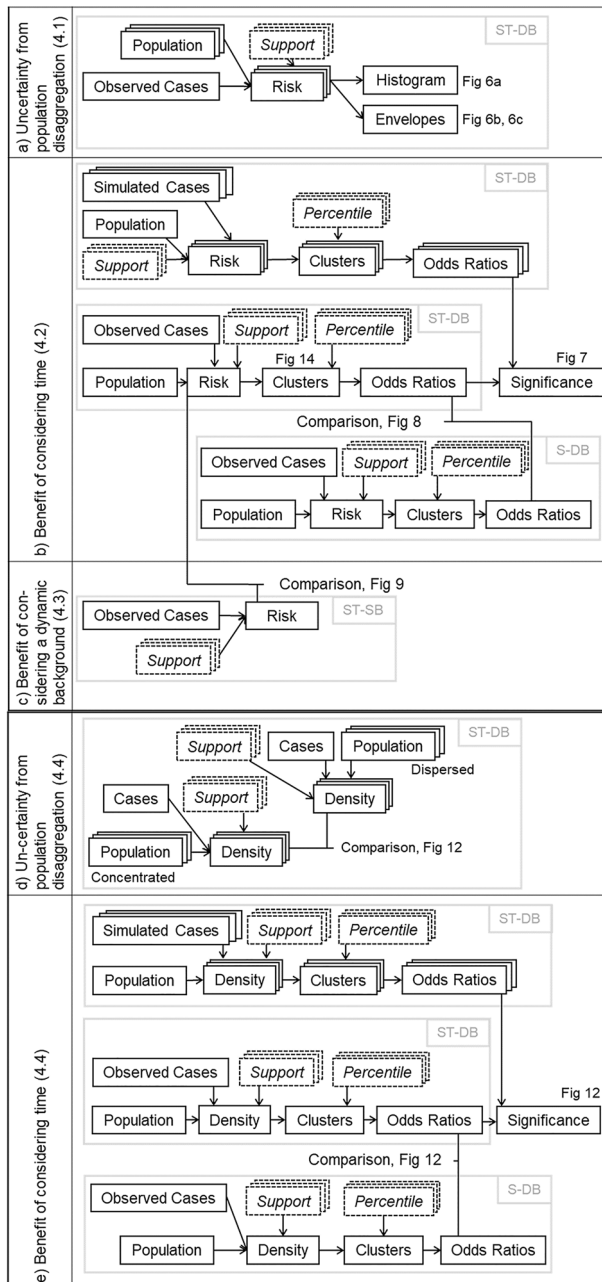 a) Uncertainty from
population
disaggregation (4.1)
ST-DB
Population
Support
Observed Cases
Risk
Histogram
Fig 6a
Envelopes
Fig 6b, 6c
b) Benefit of considering time (4.2)
ST-DB
Simulated Cases
Population
Percentile
Support
Risk
Clusters
Odds Ratios
ST-DB
Observed Cases
Support
Percentile
Fig 14
Fig 7
Population
Risk
Clusters
Odds Ratios
Significance
Comparison, Fig 8
S-DB
Observed Cases
Support
Percentile
Population
Risk
Clusters
Odds Ratios
c) Benefit of con-
sidering a dynamic
background (4.3)
Comparison, Fig 9
ST-SB
Observed Cases
Risk
Support
d) Un-certainty from
population
disaggregation (4.4)
ST-DB
Support
Cases
Population
Dispersed
Cases
Support
Density
Population
Density
Comparison, Fig 12
Concentrated
e) Benefit of considering time (4.4)
ST-DB
Simulated Cases
Support
Percentile
Population
Density
Clusters
Odds Ratios
ST-DB
Observed Cases
Support
Percentile
Fig 12
Population
Density
Clusters
Odds Ratios
Significance
Comparison, Fig 12
S-DB
Observed Cases
Support
Percentile
Population
Density
Clusters
Odds Ratios